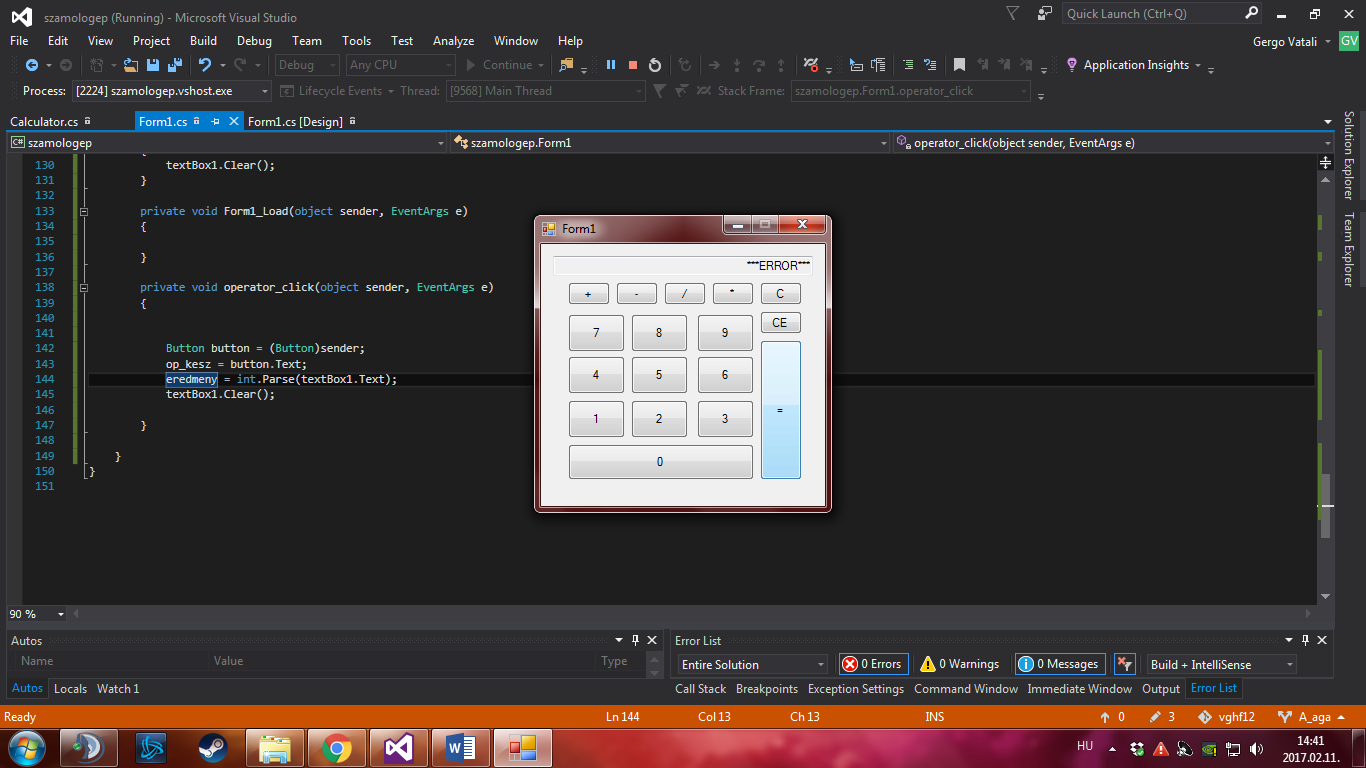 szamologep (Running) - Microsoft Visual Studio
Quick Launch (Ctrl+Q)
File Edit View Project Build Debug Team Tools Test Analyze Window Help
Gergo Vatali GV
Debug Any CPU Continue Application Insights
Process: [2224] szamologep.vshost.exe Lifecycle Events Thread: [9568] Main Thread Stack Frame: szamologep.Form1.operator_click
Calculator.cs Form1.cs Form1.cs [Design]
C# szamologep szamologep.Form1 operator_click(object sender, EventArgs e)
{
130 textBox1.Clear();
131 }
132
133 private void Form1_Load(object sender, EventArgs e)
134 {
135
136 }
137
138 private void operator_click(object sender, EventArgs e)
139 {
140
141
142 Button button = (Button)sender;
143 op_kesz = button.Text;
144 eredmeny = int.Parse(textBox1.Text);
145 textBox1.Clear();
146
147 }
148
149 }
150 }
151
Form1
***ERROR***
+ - / * C
CE
7 8 9
4 5 6
1 2 3
=
0
Solution Explorer
Team Explorer
90 %
Autos
Name Value Type
Autos Locals Watch 1
Error List
Entire Solution 0 Errors 0 Warnings 0 Messages Build + IntelliSense
Call Stack Breakpoints Exception Settings Command Window Immediate Window Output Error List
Ready Ln 144 Col 13 Ch 13 INS 0 3 vghf12 A_aga
HU
14:41
2017.02.11.